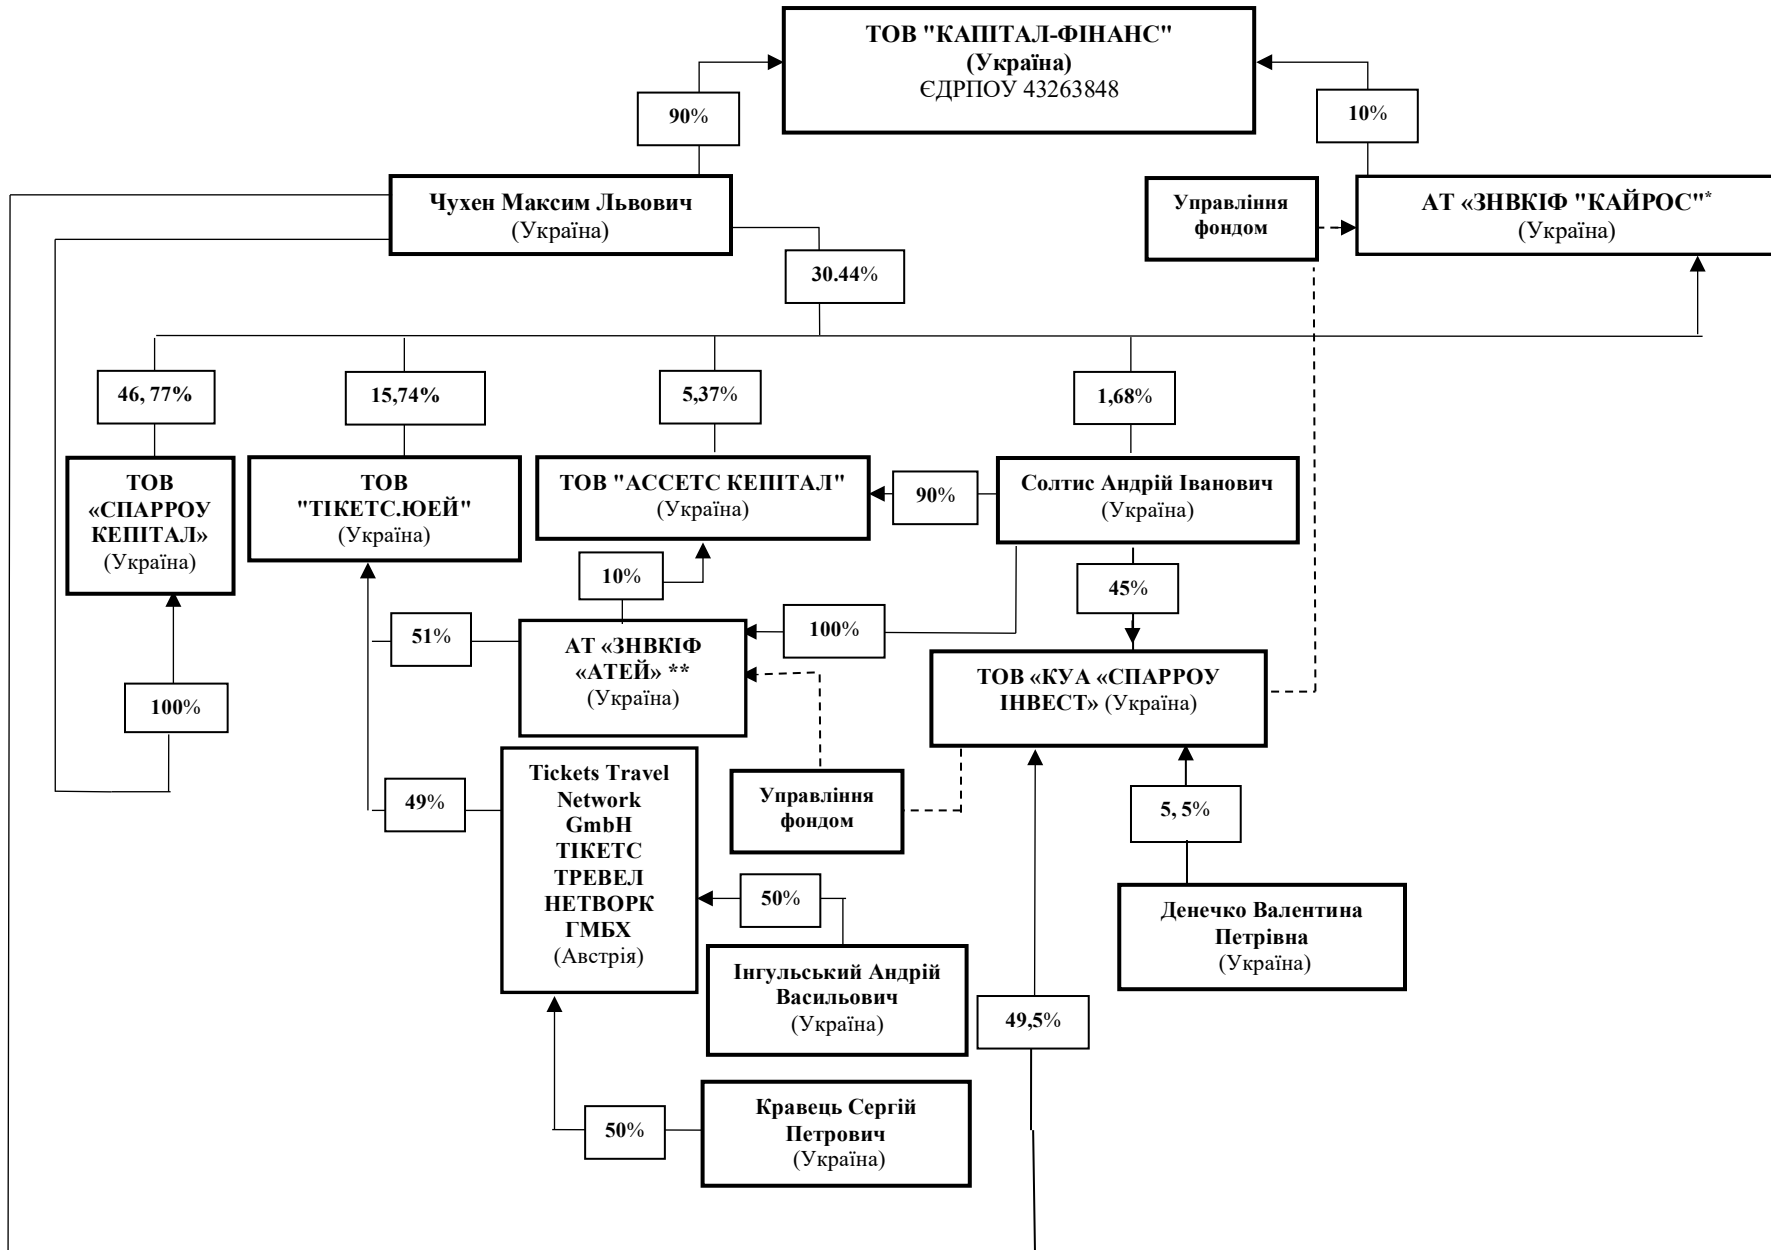 ТОВ "КАПІТАЛ-ФІНАНС"
(Україна)
ЄДРПОУ 43263848
90%
10%
Чухен Максим Львович
(Україна)
Управління
фондом
АТ «ЗНВКІФ "КАЙРОС"*
(Україна)
30.44%
46, 77%
15,74%
5,37%
1,68%
ТОВ
«СПАРРОУ
КЕПІТАЛ»
(Україна)
ТОВ
"ТІКЕТС.ЮЕЙ"
(Україна)
ТОВ "АССЕТС КЕПІТАЛ"
(Україна)
90%
Солтис Андрій Іванович
(Україна)
10%
45%
51%
АТ «ЗНВКІФ
«АТЕЙ» **
(Україна)
100%
ТОВ «КУА «СПАРРОУ
ІНВЕСТ» (Україна)
100%
Tickets Travel
Network
GmbH
ТІКЕТС
ТРЕВЕЛ
НЕТВОРК
ГМБХ
(Австрія)
49%
Управління
фондом
5, 5%
50%
Денечко Валентина
Петрівна
(Україна)
Інгульський Андрій
Васильович
(Україна)
49,5%
50%
Кравець Сергій
Петрович
(Україна)